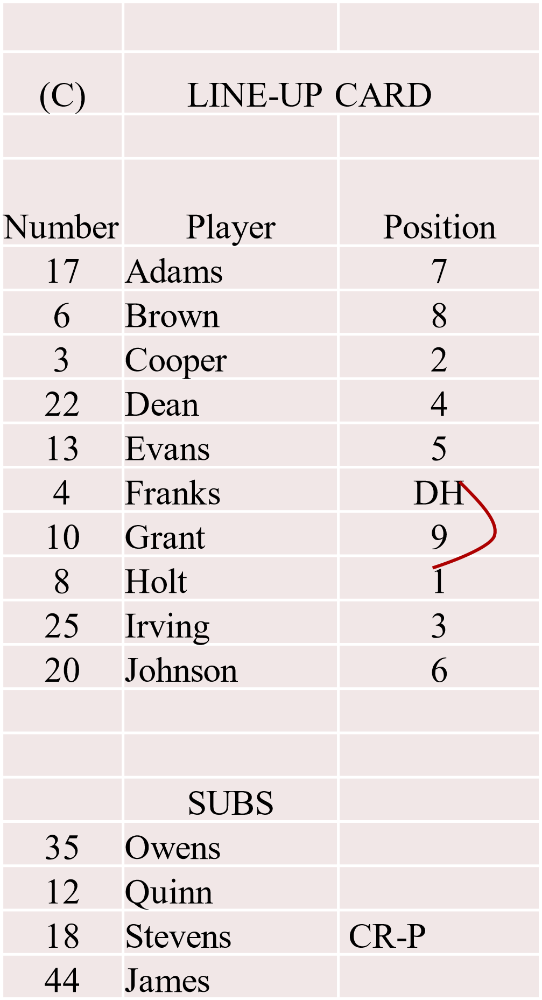 (C) LINE-UP CARD
Number Player Position
17 Adams 7
6 Brown 8
3 Cooper 2
22 Dean 4
13 Evans 5
4 Franks DH
10 Grant 9
8 Holt 1
25 Irving 3
20 Johnson 6
SUBS
35 Owens
12 Quinn
18 Stevens CR-P
44 James